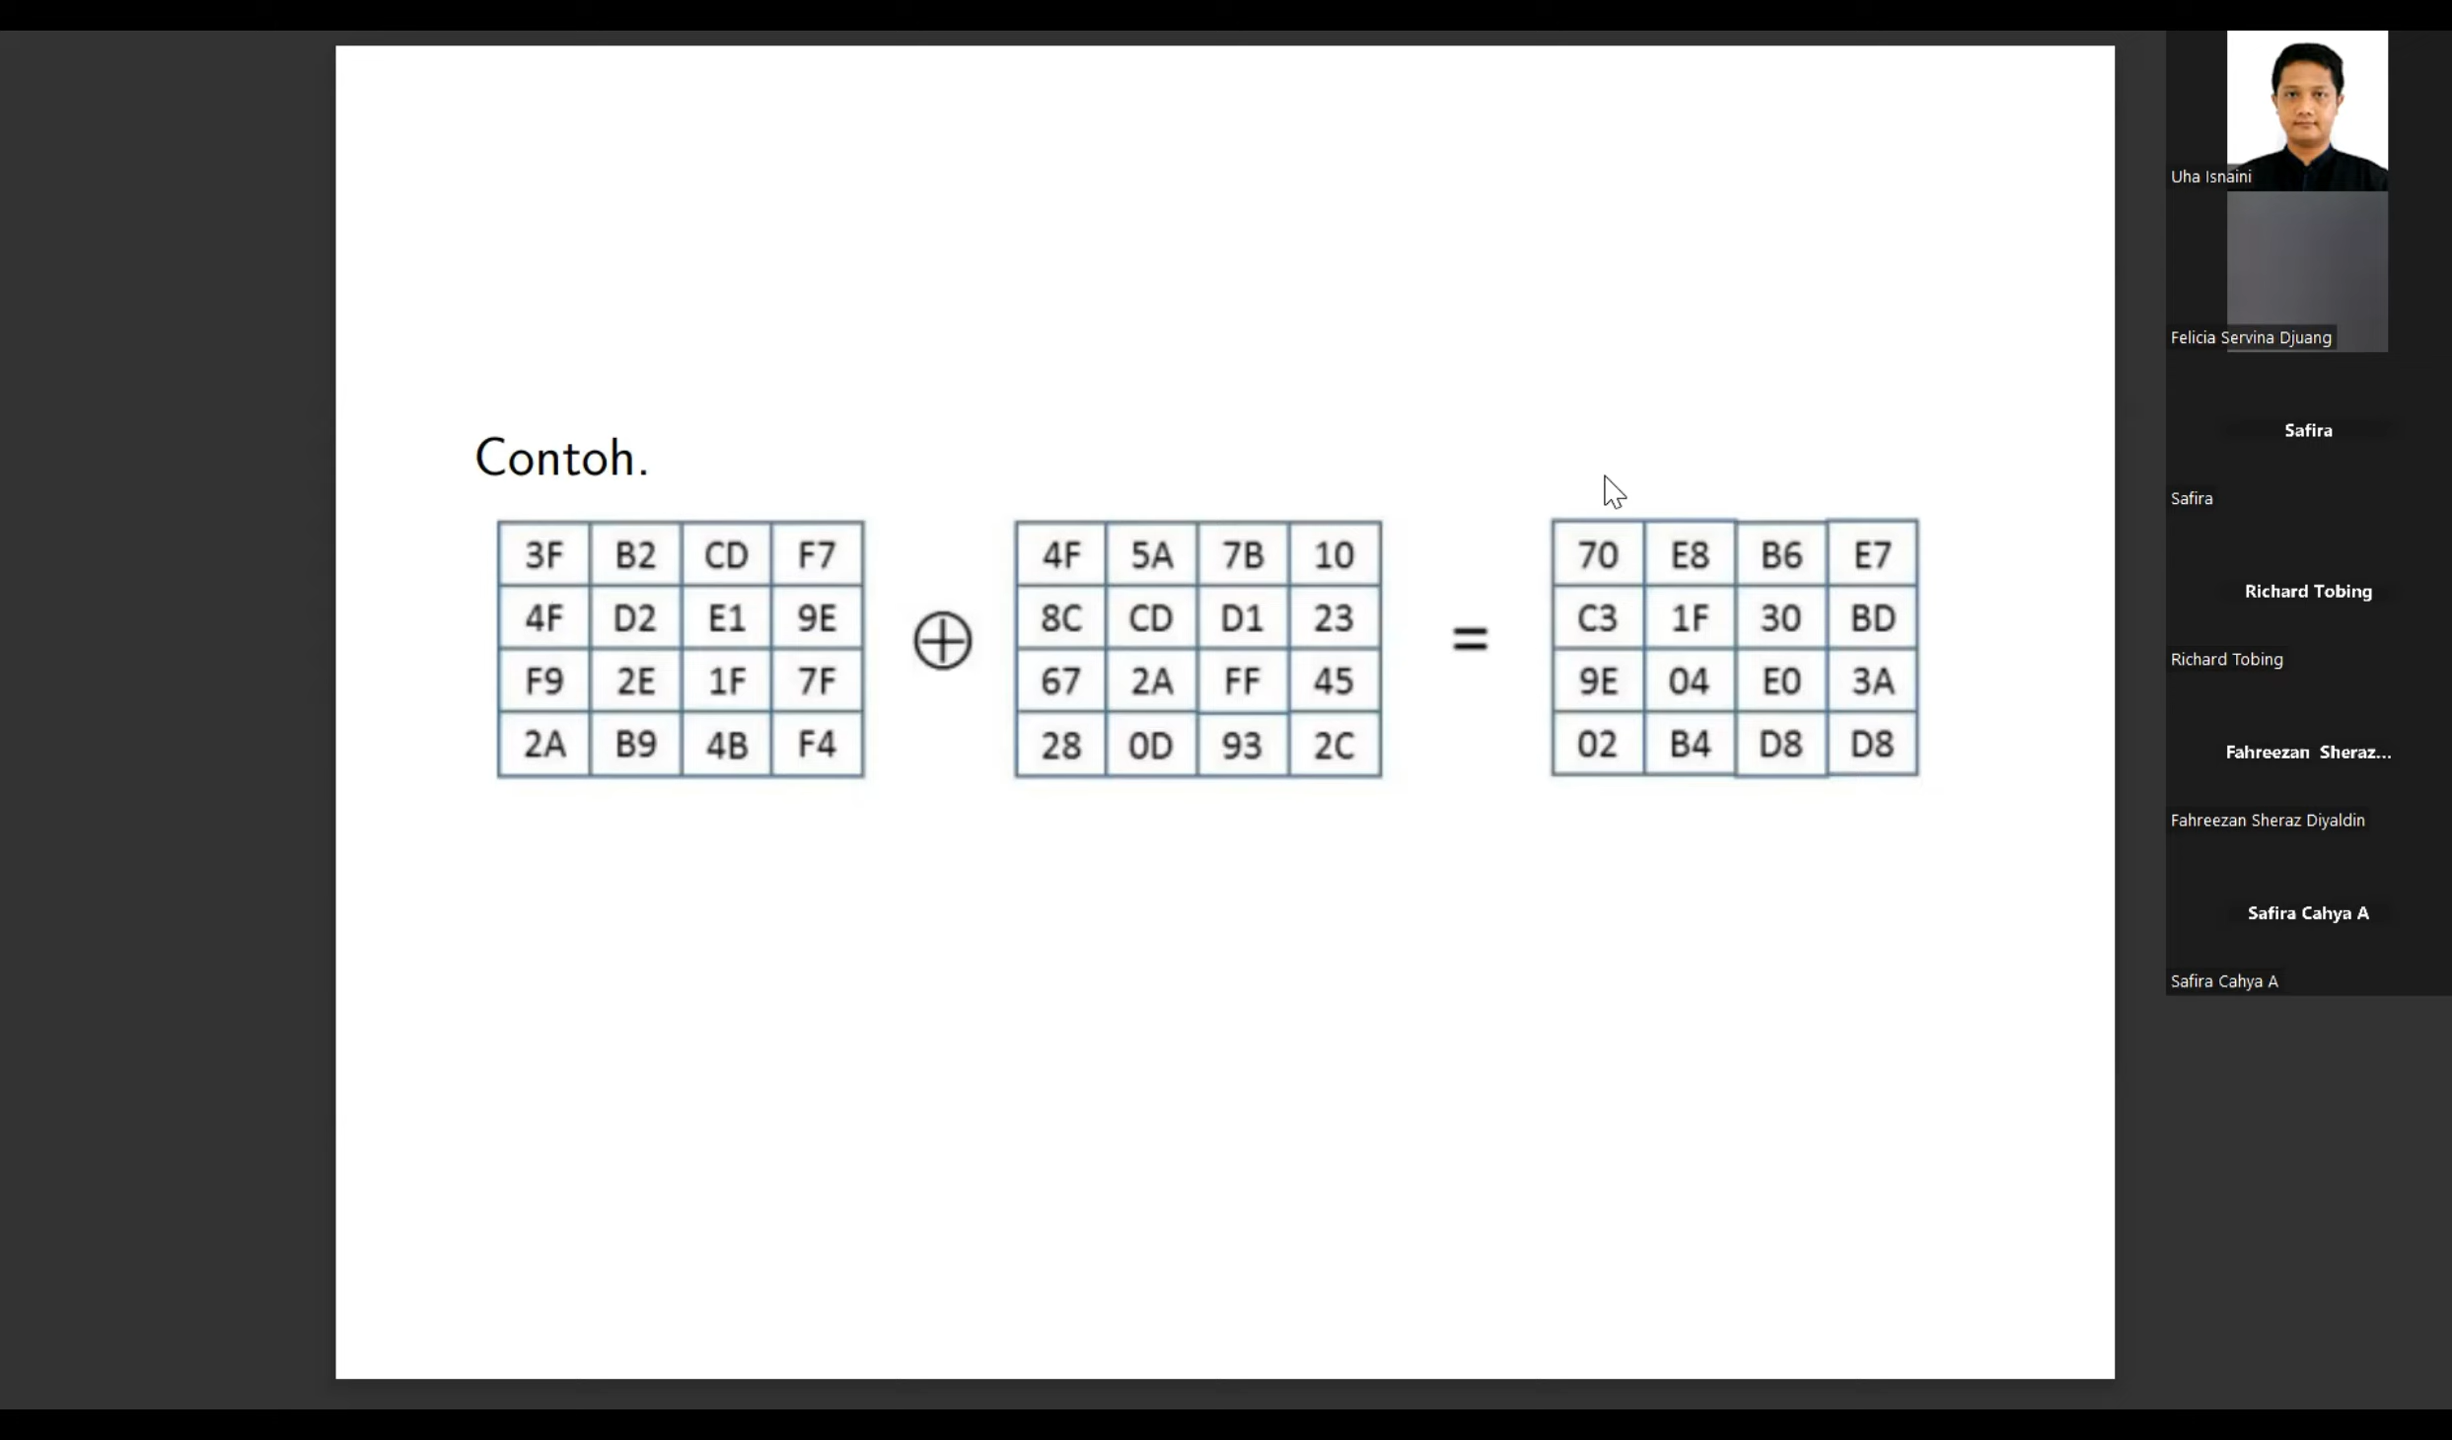 Contoh.
3F B2 CD F7
4F D2 E1 9E
F9 2E 1F 7F
2A B9 4B F4
⊕
4F 5A 7B 10
8C CD D1 23
67 2A FF 45
28 0D 93 2C
=
70 E8 B6 E7
C3 1F 30 BD
9E 04 E0 3A
02 B4 D8 D8
Uha Isnaini
Felicia Servina Djuang
Safira
Safira
Richard Tobing
Richard Tobing
Fahreezan Sheraz...
Fahreezan Sheraz Diyaldin
Safira Cahya A
Safira Cahya A